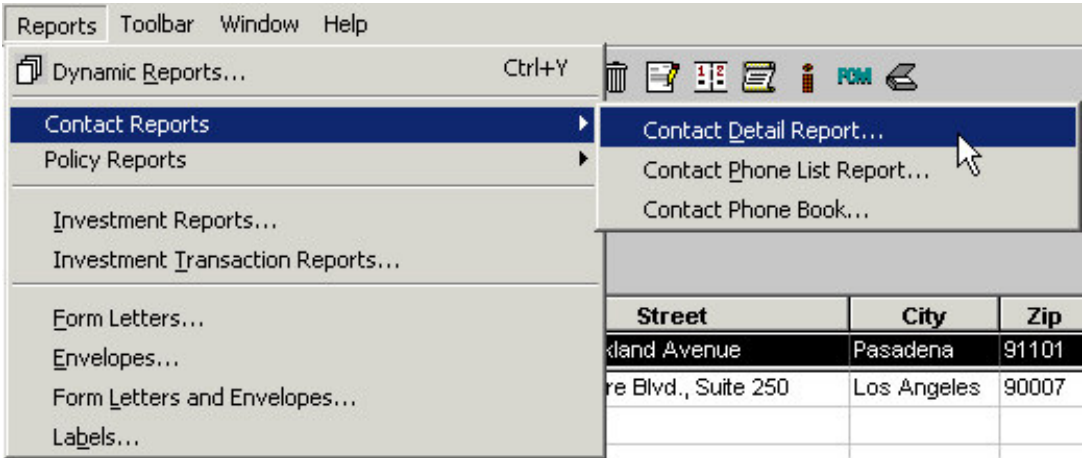 Reports Toolbar Window Help
Dynamic Reports... Ctrl+Y
Contact Reports
Policy Reports
Investment Reports...
Investment Transaction Reports...
Form Letters...
Envelopes...
Form Letters and Envelopes...
Labels...
Contact Detail Report...
Contact Phone List Report...
Contact Phone Book...
Street City Zip
Avenue Pasadena 91101
Blvd., Suite 250 Los Angeles 90007